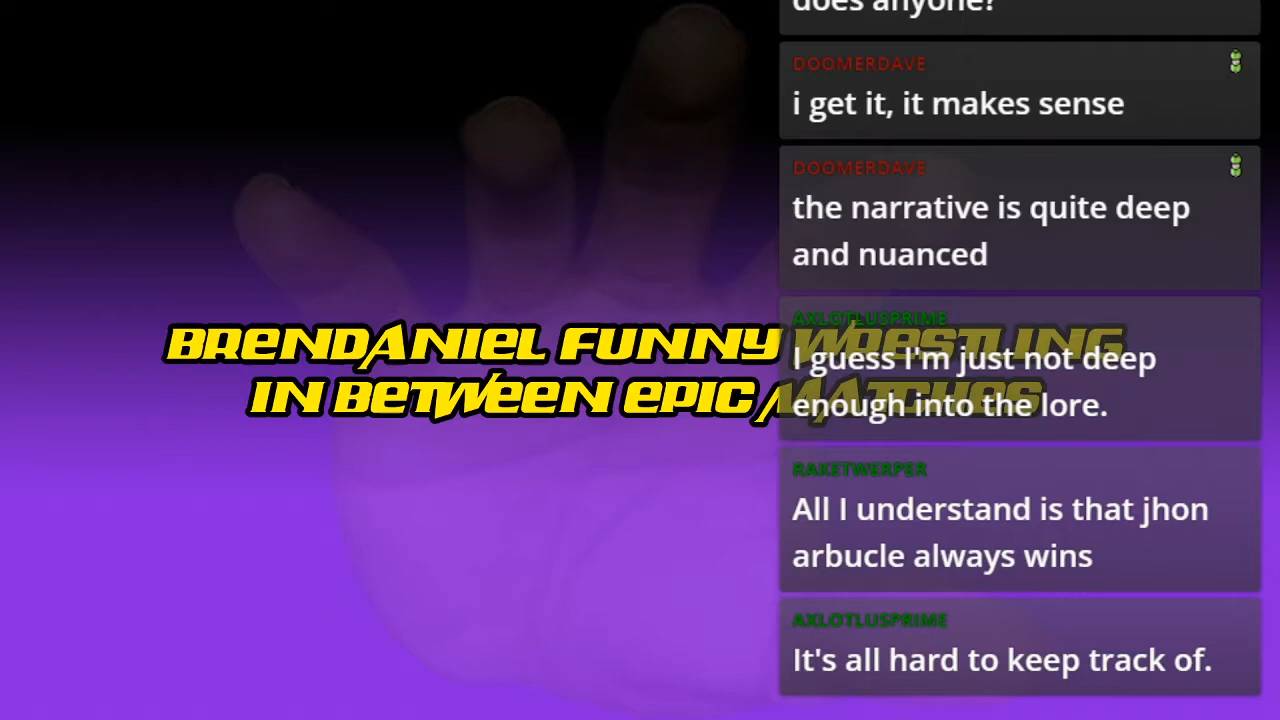 does anyone?
DOOMERDAVE
i get it, it makes sense
DOOMERDAVE
the narrative is quite deep
and nuanced
BRENDANIEL FUNNY WRESTLING
IN BETWEEN EPIC MATCHES
AXLOTLUSPRIME
I guess I'm just not deep
enough into the lore.
RAKETWERPER
All I understand is that jhon
arbucle always wins
AXLOTLUSPRIME
It's all hard to keep track of.